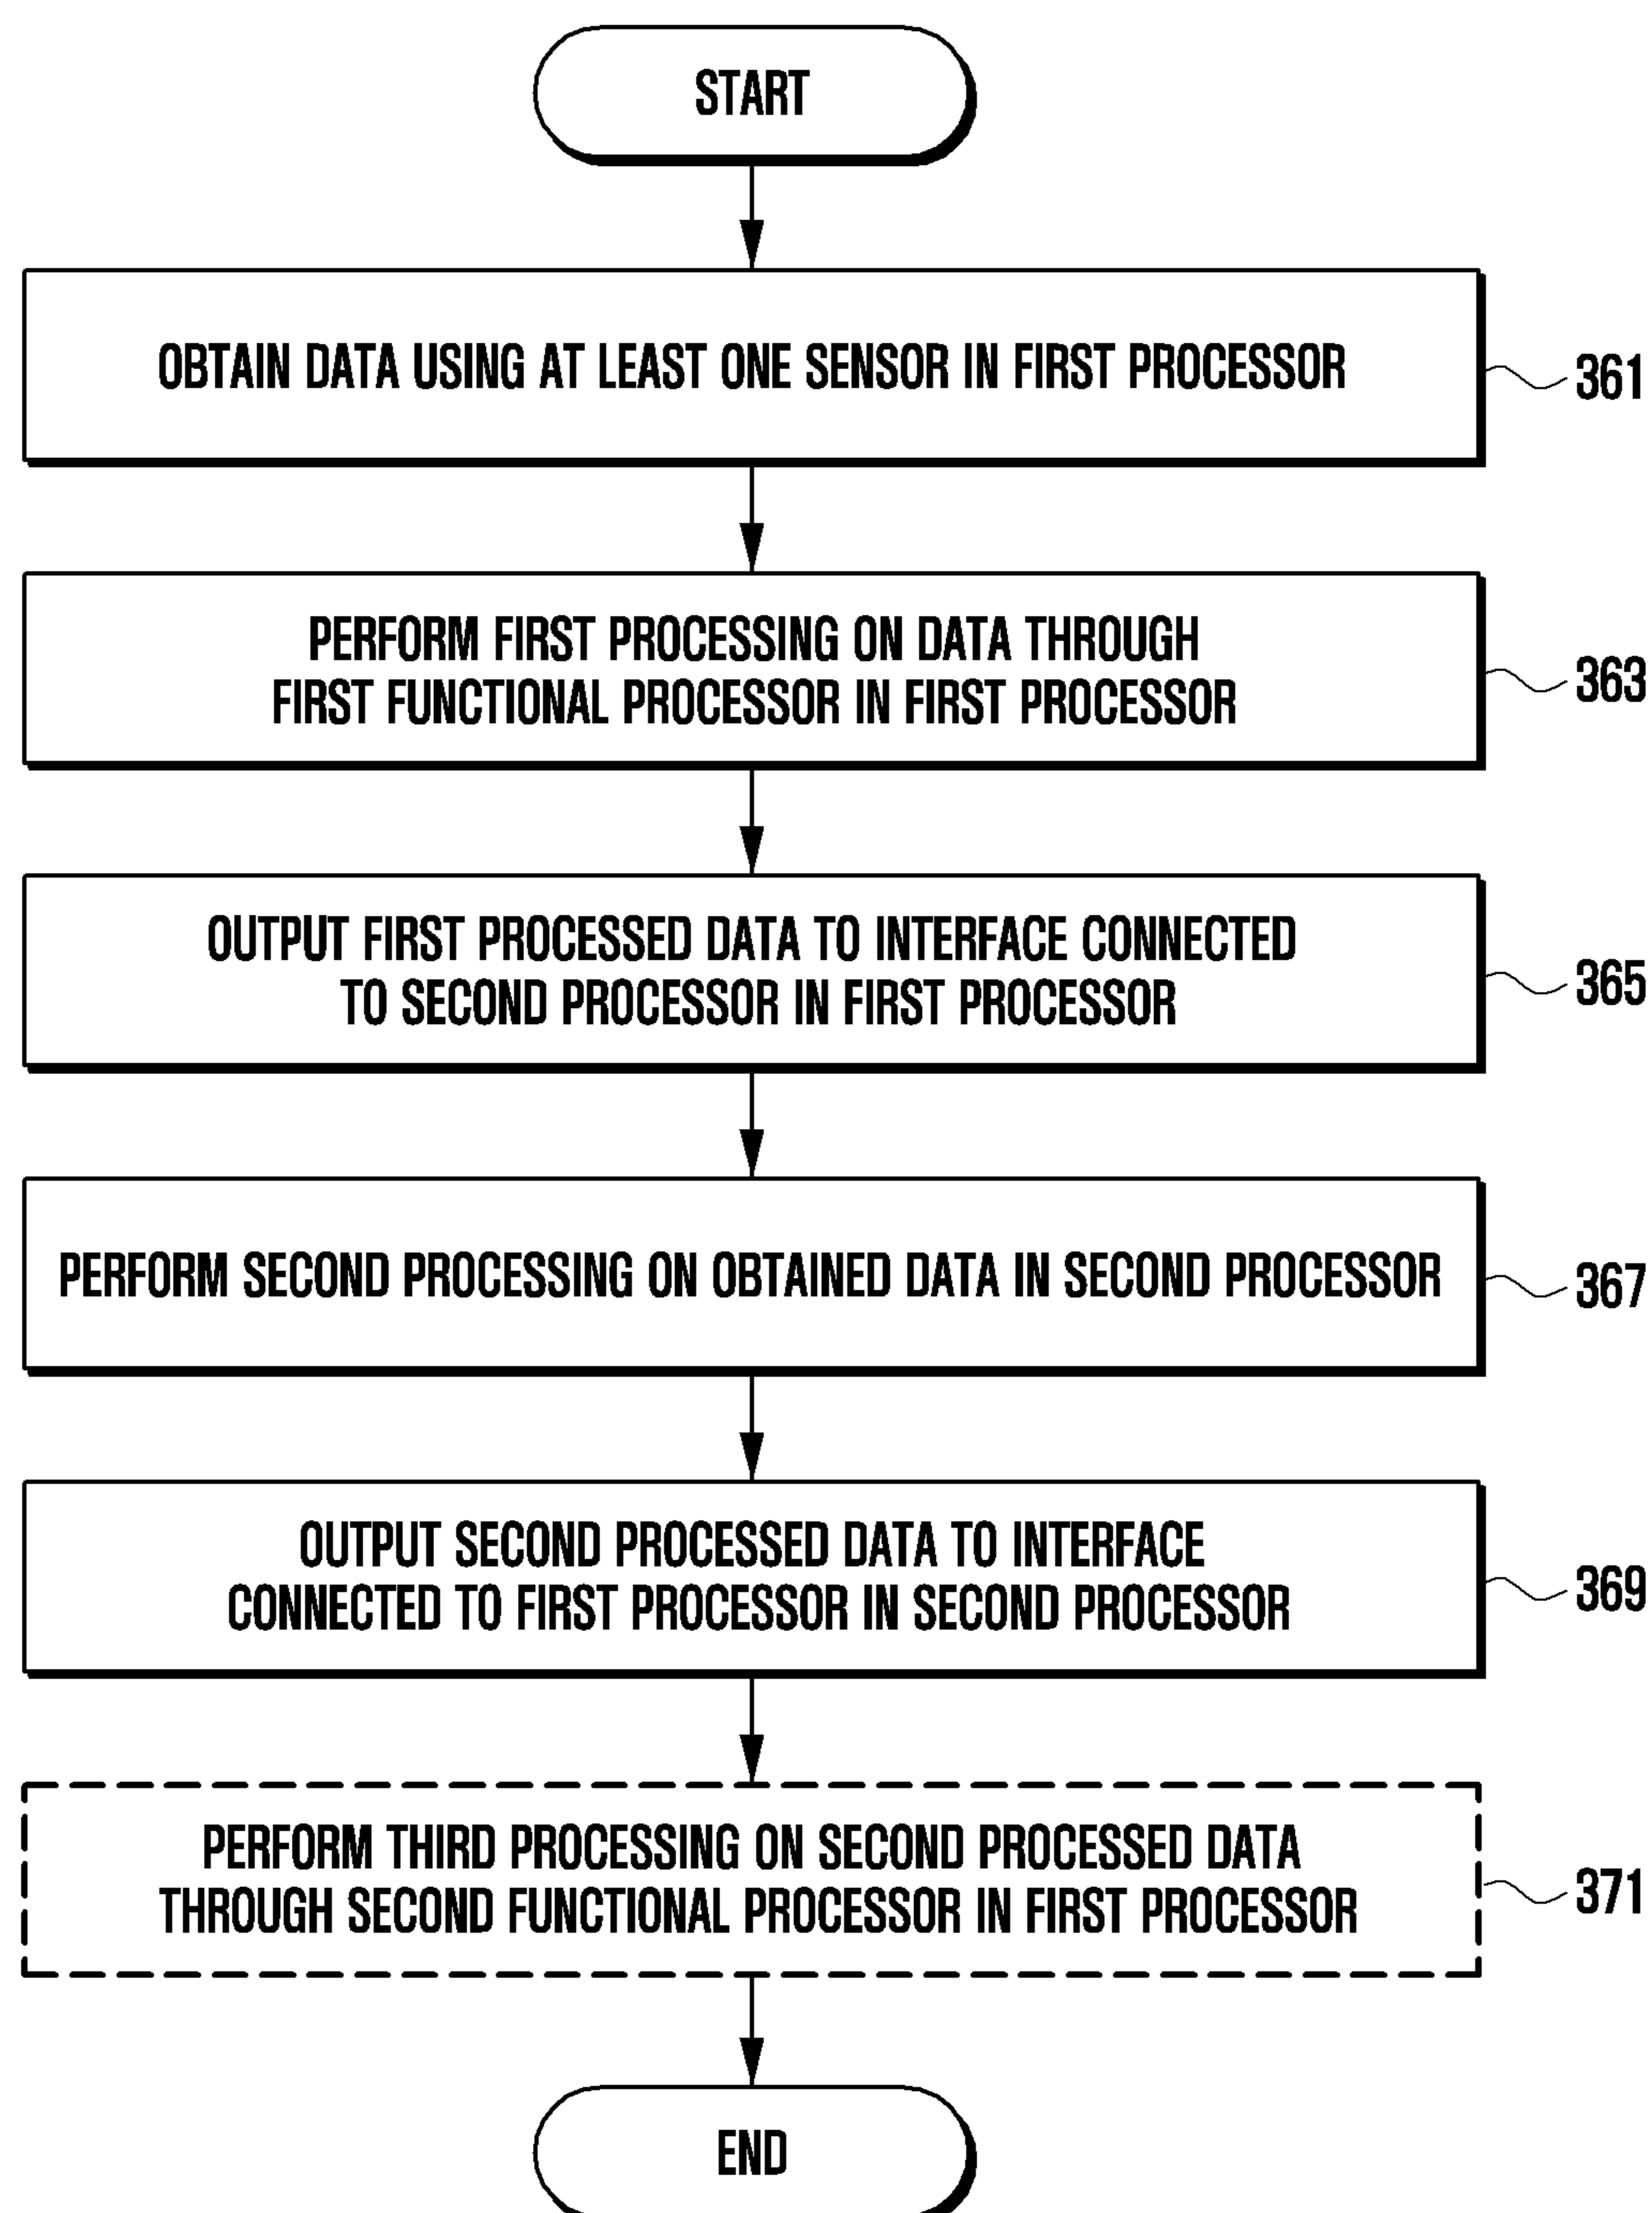 START
OBTAIN DATA USING AT LEAST ONE SENSOR IN FIRST PROCESSOR
361
PERFORM FIRST PROCESSING ON DATA THROUGH
FIRST FUNCTIONAL PROCESSOR IN FIRST PROCESSOR
363
OUTPUT FIRST PROCESSED DATA TO INTERFACE CONNECTED
TO SECOND PROCESSOR IN FIRST PROCESSOR
365
PERFORM SECOND PROCESSING ON OBTAINED DATA IN SECOND PROCESSOR
367
OUTPUT SECOND PROCESSED DATA TO INTERFACE
CONNECTED TO FIRST PROCESSOR IN SECOND PROCESSOR
369
PERFORM THIRD PROCESSING ON SECOND PROCESSED DATA
THROUGH SECOND FUNCTIONAL PROCESSOR IN FIRST PROCESSOR
371
END